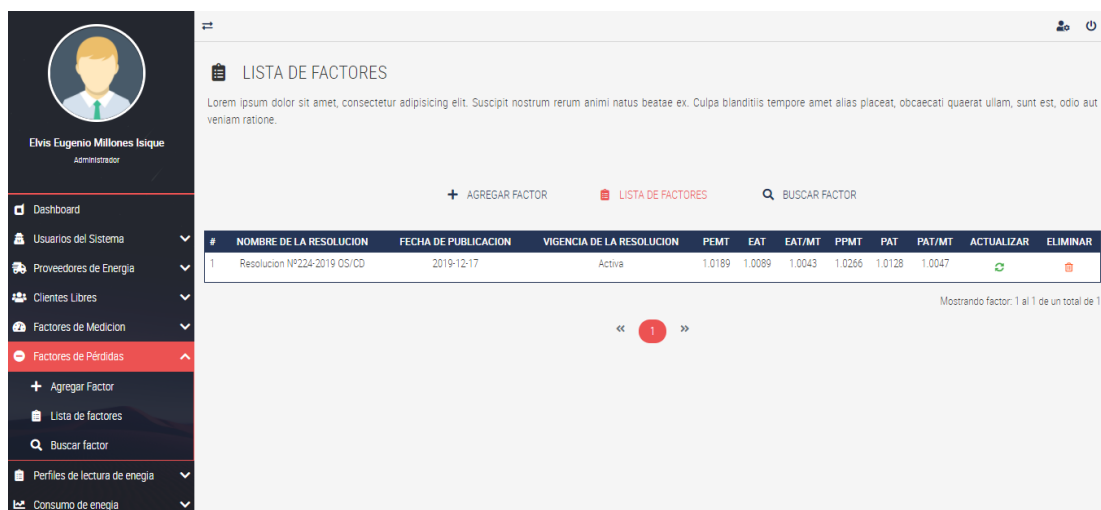 Elvis Eugenio Millones Isique
Administrador
Dashboard
Usuarios del Sistema
Proveedores de Energia
Clientes Libres
Factores de Medicion
Factores de Pérdidas
Agregar Factor
Lista de factores
Buscar factor
Perfiles de lectura de enegia
Consumo de enegia
LISTA DE FACTORES
Lorem ipsum dolor sit amet, consectetur adipisicing elit. Suscipit nostrum rerum animi natus beatae ex. Culpa blanditiis tempore amet alias placeat, obcaecati quaerat ullam, sunt est, odio aut
veniam ratione.
AGREGAR FACTOR LISTA DE FACTORES BUSCAR FACTOR
# NOMBRE DE LA RESOLUCION FECHA DE PUBLICACION VIGENCIA DE LA RESOLUCION PEMT EAT EAT/MT PPMT PAT PAT/MT ACTUALIZAR ELIMINAR
1 Resolucion Nº224-2019 OS/CD 2019-12-17 Activa 1.0189 1.0089 1.0043 1.0266 1.0128 1.0047
Mostrando factor: 1 al 1 de un total de 1
« 1 »